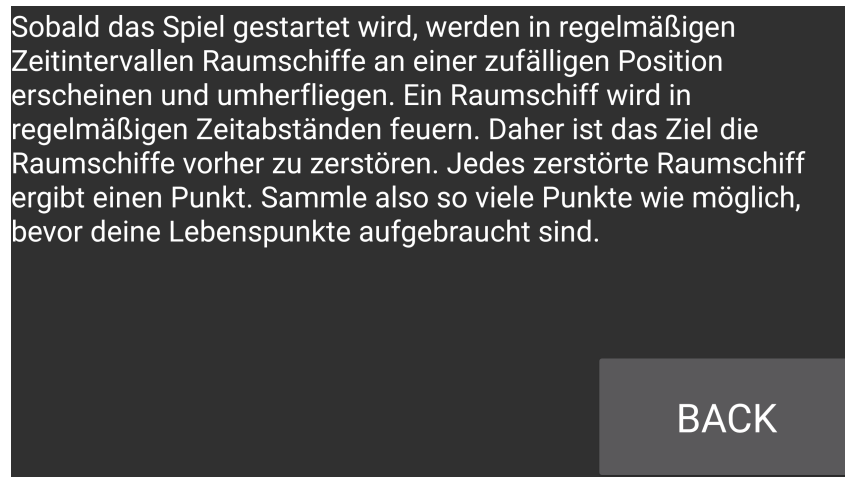 Sobald das Spiel gestartet wird, werden in regelmäßigen
Zeitintervallen Raumschiffe an einer zufälligen Position
erscheinen und umherfliegen. Ein Raumschiff wird in
regelmäßigen Zeitabständen feuern. Daher ist das Ziel die
Raumschiffe vorher zu zerstören. Jedes zerstörte Raumschiff
ergibt einen Punkt. Sammle also so viele Punkte wie möglich,
bevor deine Lebenspunkte aufgebraucht sind.
BACK